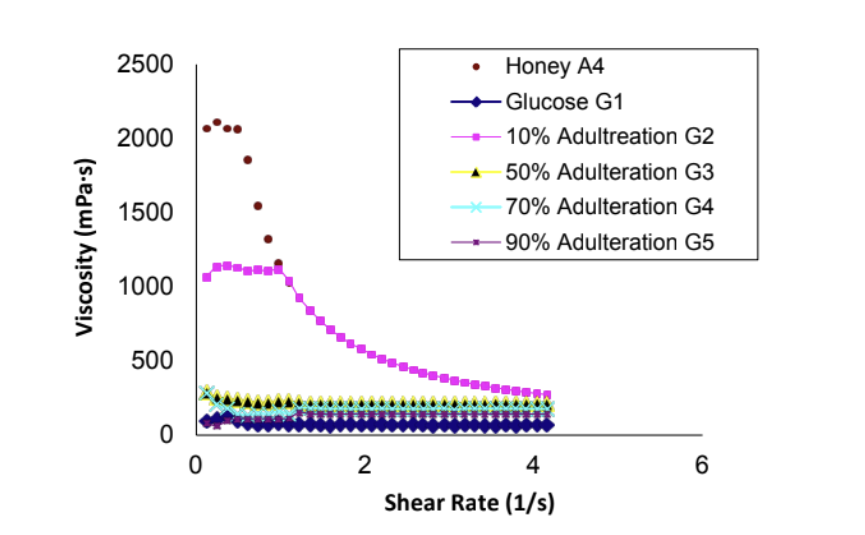 2500
2000
1500
1000
500
0
0 2 4 6
Viscosity (mPa·s)
Shear Rate (1/s)
Honey A4
Glucose G1
10% Adultreation G2
50% Adulteration G3
70% Adulteration G4
90% Adulteration G5